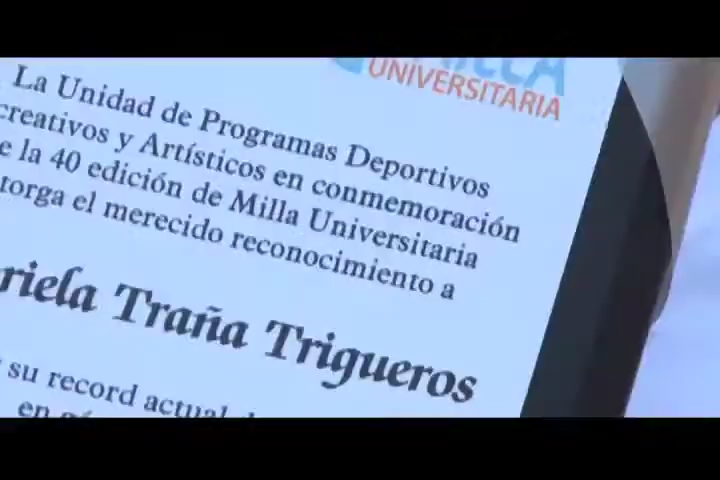 UNIVERSITARIA
La Unidad de Programas Deportivos
creativos y Artísticos en conmemoración
e la 40 edición de Milla Universitaria
torga el merecido reconocimiento a
riela Traña Trigueros
su record actual
en